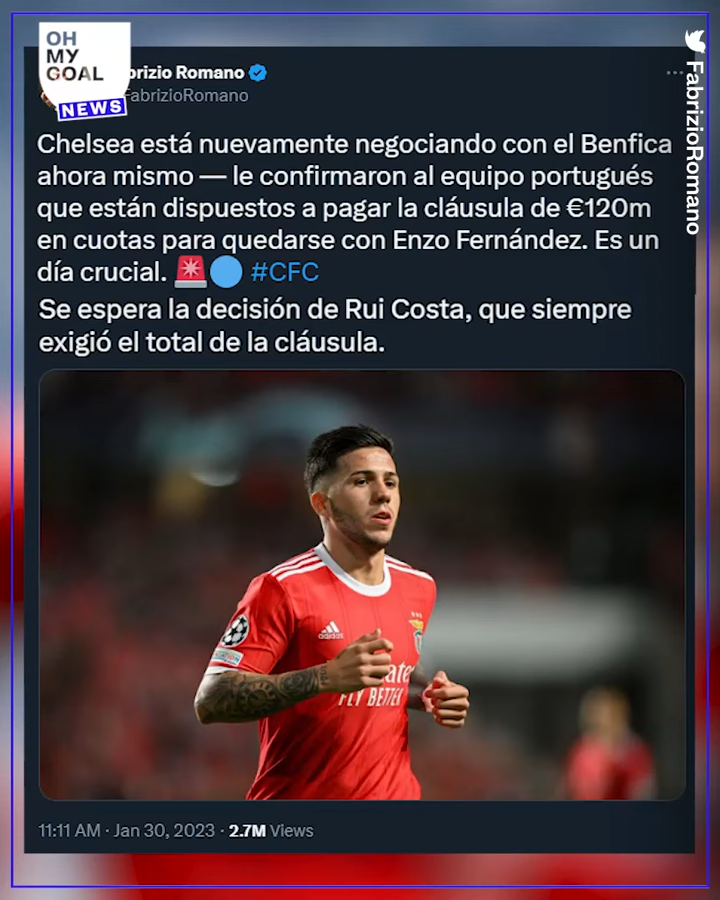 OH
MY
GOAL
NEWS
brizio Romano
FabrizioRomano
FabrizioRomano
Chelsea está nuevamente negociando con el Benfica
ahora mismo — le confirmaron al equipo portugués
que están dispuestos a pagar la cláusula de €120m
en cuotas para quedarse con Enzo Fernández. Es un
día crucial. 🚨🔵 #CFC
Se espera la decisión de Rui Costa, que siempre
exigió el total de la cláusula.
adidas
FLY BETTER
11:11 AM · Jan 30, 2023 · 2.7M Views